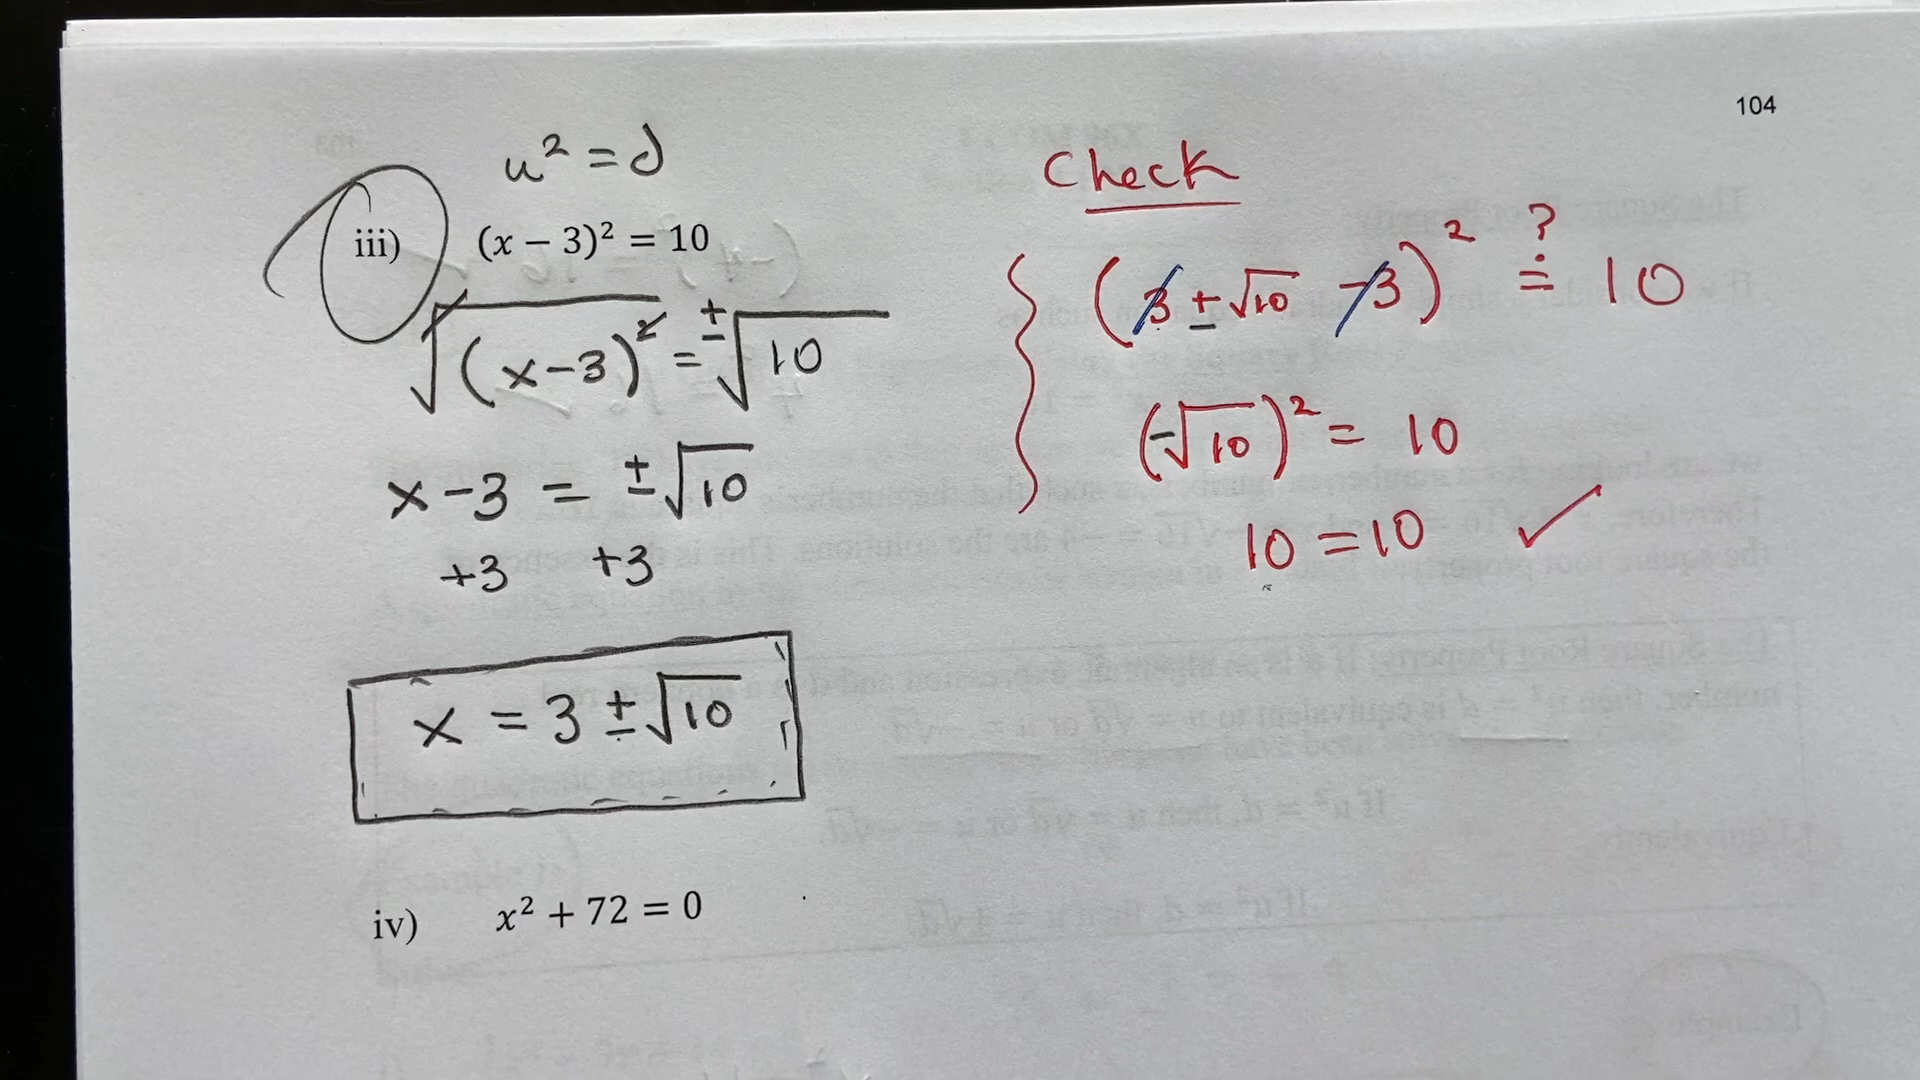 104
u² = d
iii) (x − 3)² = 10
√(x−3)² = ±√10
x−3 = ±√10
+3 +3
x = 3 ±√10
iv) x² + 72 = 0
Check
(3 ±√10 −3)² ≟ 10
(−√10)² = 10
10 = 10 ✓